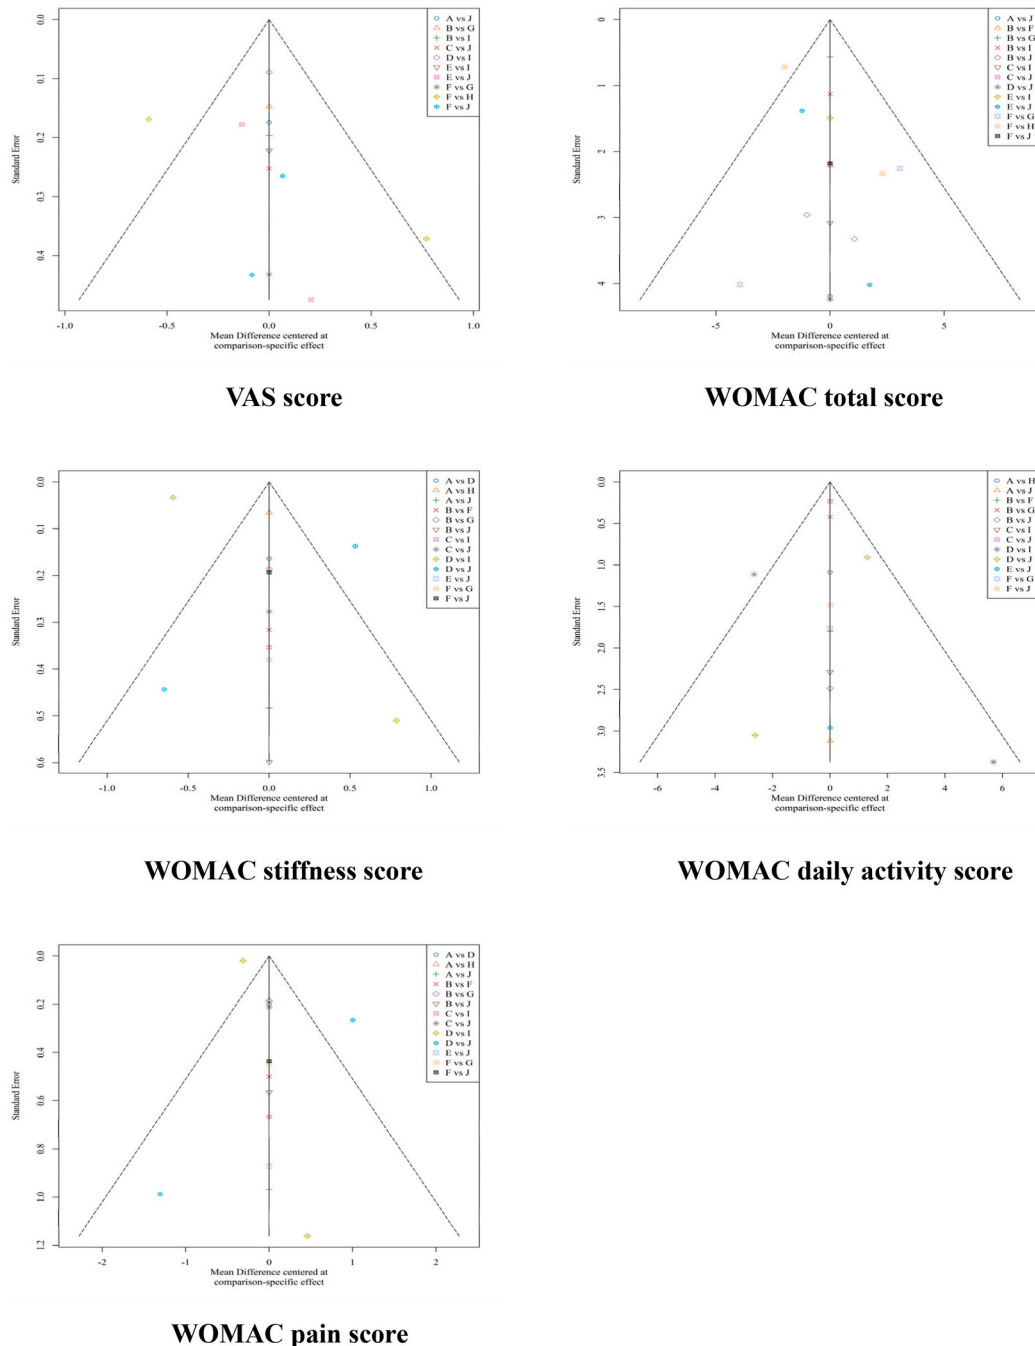 0.0
0.1
0.2
0.3
0.4
Standard Error
-1.0
-0.5
0.0
0.5
1.0
Mean Difference centered at
comparison-specific effect
A vs J
B vs G
B vs I
C vs J
D vs I
E vs I
E vs J
F vs G
F vs H
F vs J
VAS score
0
1
2
3
4
Standard Error
-5
0
5
Mean Difference centered at
comparison-specific effect
A vs J
B vs F
B vs G
B vs I
B vs J
C vs I
D vs J
E vs I
E vs J
F vs G
F vs H
F vs J
WOMAC total score
0.0
0.1
0.2
0.3
0.4
0.5
0.6
Standard Error
-1.0
-0.5
0.0
0.5
1.0
Mean Difference centered at
comparison-specific effect
A vs D
A vs H
A vs J
B vs F
B vs G
B vs J
C vs I
C vs J
D vs I
D vs J
E vs J
F vs G
F vs J
WOMAC stiffness score
0.0
0.5
1.0
1.5
2.0
2.5
3.0
3.5
Standard Error
-6
-4
-2
0
2
4
6
Mean Difference centered at
comparison-specific effect
A vs H
A vs J
B vs F
B vs G
B vs J
C vs I
C vs J
D vs I
D vs J
E vs J
F vs G
F vs J
WOMAC daily activity score
0.0
0.2
0.4
0.6
0.8
1.0
1.2
Standard Error
-2
-1
0
1
2
Mean Difference centered at
comparison-specific effect
A vs D
A vs H
A vs J
B vs F
B vs G
B vs J
C vs I
C vs J
D vs I
D vs J
E vs J
F vs G
F vs J
WOMAC pain score